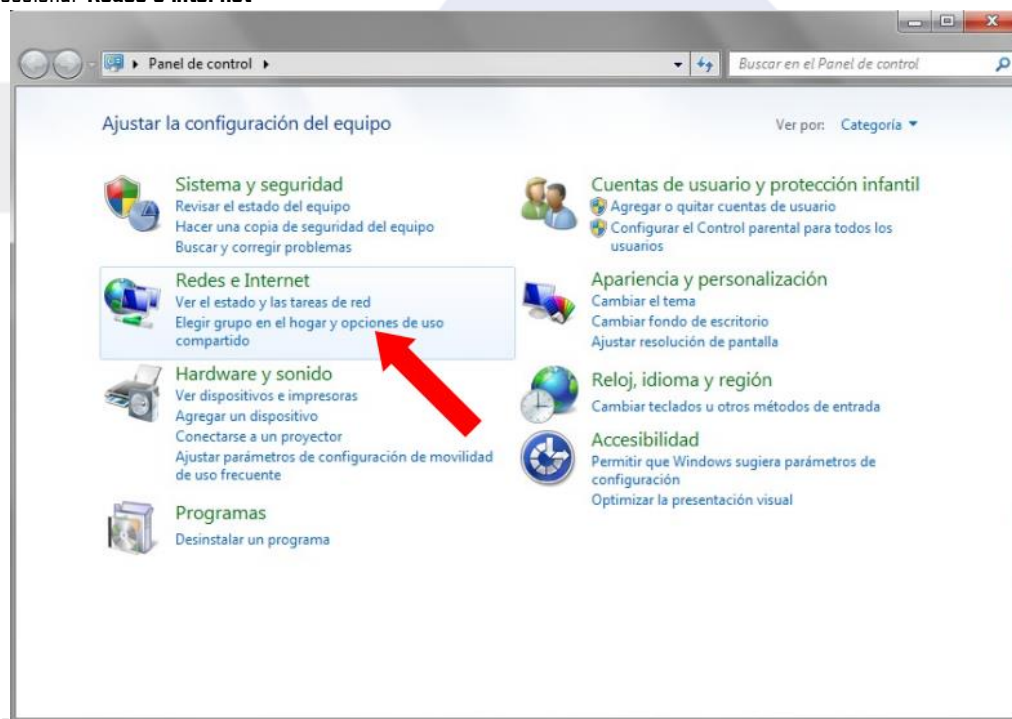 Redes e Internet
Panel de control
Buscar en el Panel de control
Ajustar la configuración del equipo
Ver por: Categoría
Sistema y seguridad
Revisar el estado del equipo
Hacer una copia de seguridad del equipo
Buscar y corregir problemas
Redes e Internet
Ver el estado y las tareas de red
Elegir grupo en el hogar y opciones de uso
compartido
Hardware y sonido
Ver dispositivos e impresoras
Agregar un dispositivo
Conectarse a un proyector
Ajustar parámetros de configuración de movilidad
de uso frecuente
Programas
Desinstalar un programa
Cuentas de usuario y protección infantil
Agregar o quitar cuentas de usuario
Configurar el Control parental para todos los
usuarios
Apariencia y personalización
Cambiar el tema
Cambiar fondo de escritorio
Ajustar resolución de pantalla
Reloj, idioma y región
Cambiar teclados u otros métodos de entrada
Accesibilidad
Permitir que Windows sugiera parámetros de
configuración
Optimizar la presentación visual